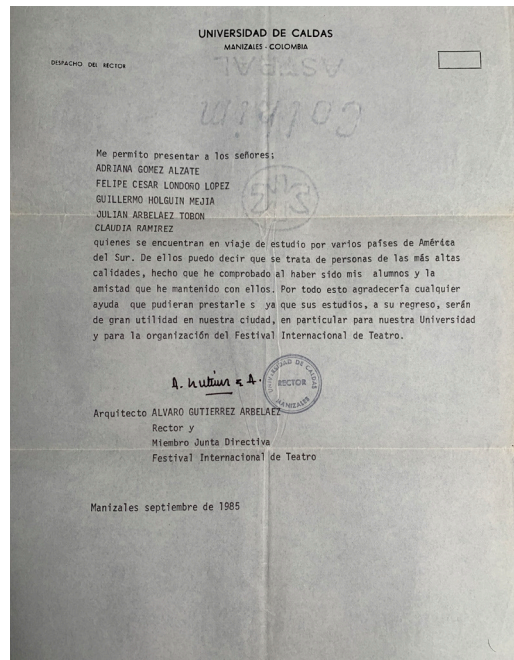 UNIVERSIDAD DE CALDAS
MANIZALES - COLOMBIA
DESPACHO DEL RECTOR
ASTRAL
Colkim
Me permito presentar a los señores:
ADRIANA GOMEZ ALZATE
FELIPE CESAR LONDOÑO LOPEZ
GUILLERMO HOLGUIN MEJIA
JULIAN ARBELAEZ TOBON
CLAUDIA RAMIREZ
quienes se encuentran en viaje de estudio por varios países de América
del Sur. De ellos puedo decir que se trata de personas de las más altas
calidades, hecho que he comprobado al haber sido mis alumnos y la
amistad que he mantenido con ellos. Por todo esto agradecería cualquier
ayuda que pudieran prestarle s ya que sus estudios, a su regreso, serán
de gran utilidad en nuestra ciudad, en particular para nuestra Universidad
y para la organización del Festival Internacional de Teatro.
UNIVERSIDAD DE CALDAS
RECTOR
MANIZALES
Arquitecto ALVARO GUTIERREZ ARBELAEZ
Rector y
Miembro Junta Directiva
Festival Internacional de Teatro
Manizales septiembre de 1985